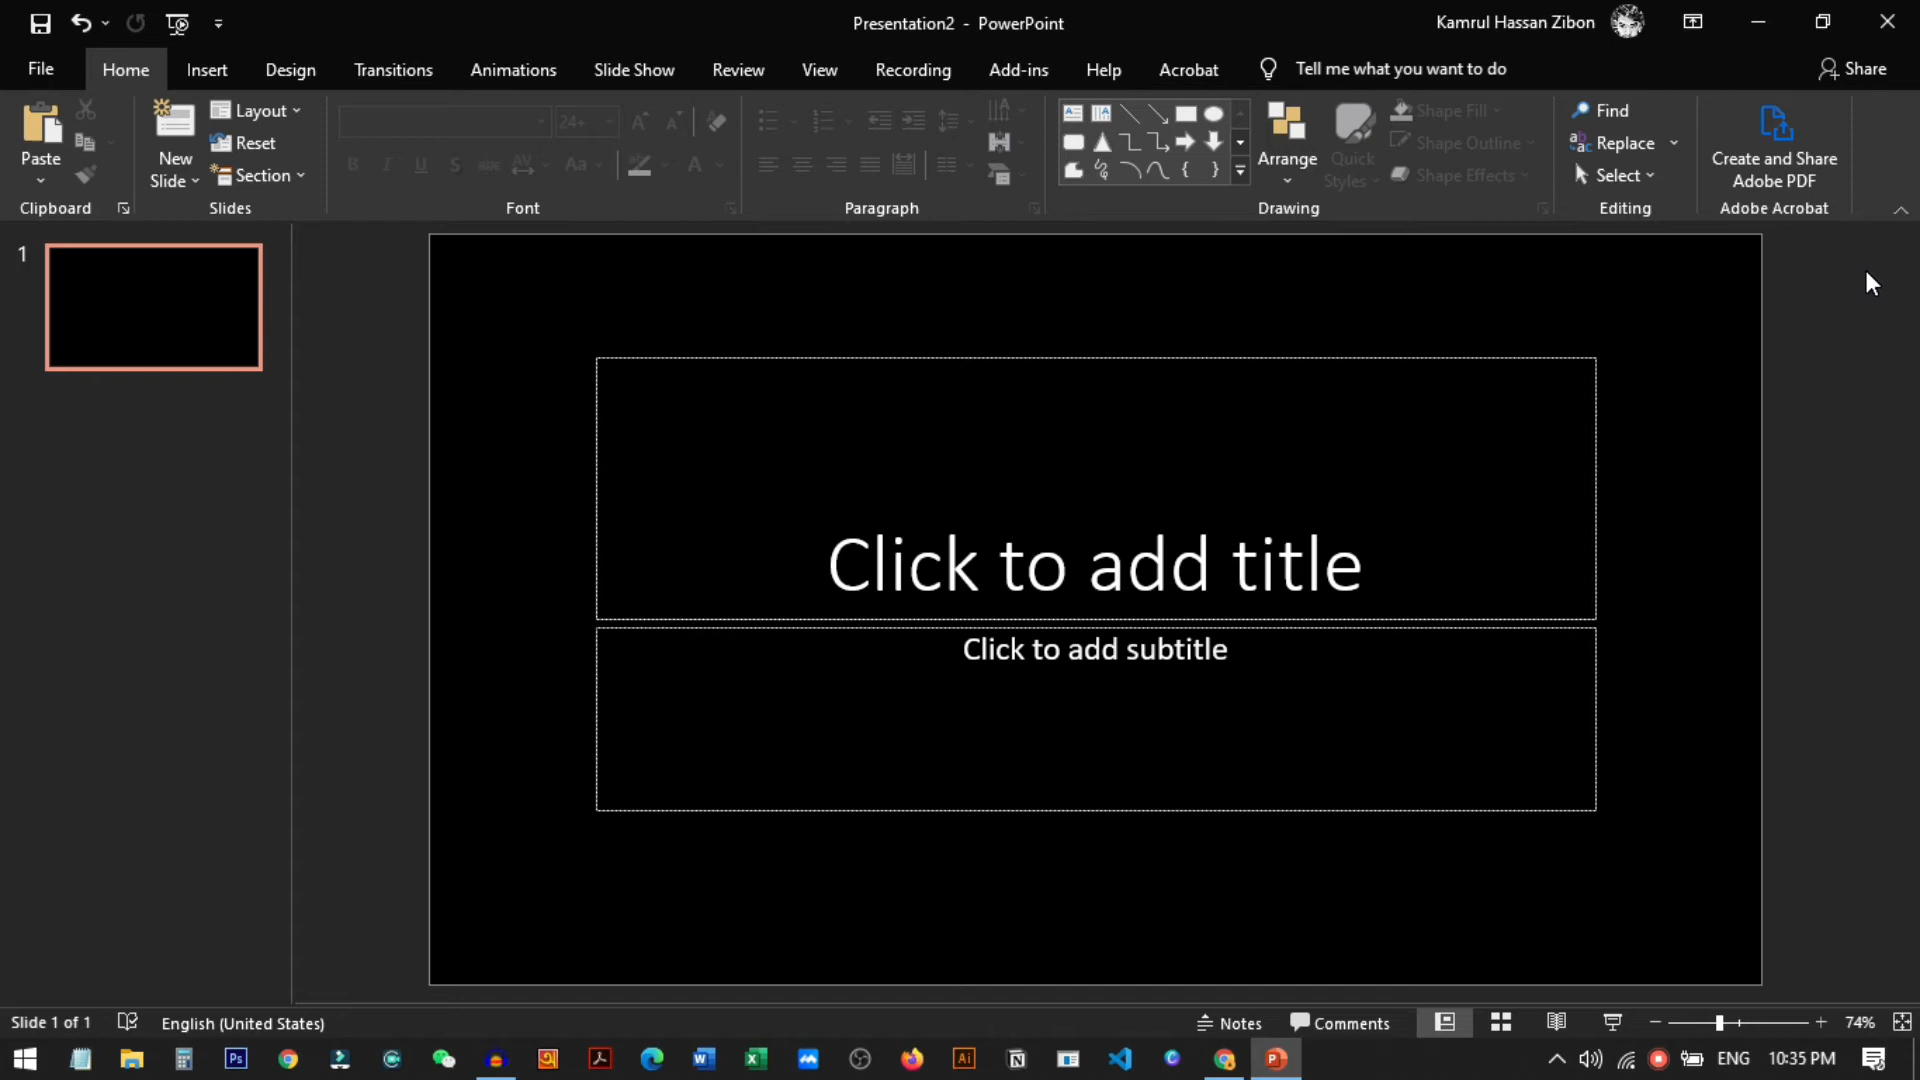 Presentation2 - PowerPoint
Kamrul Hassan Zibon
File Home Insert Design Transitions Animations Slide Show Review View Recording Add-ins Help Acrobat Tell me what you want to do Share
Paste
New Slide
Layout
Reset
Section
24+
Arrange
Quick Styles
Shape Fill
Shape Outline
Shape Effects
Find
Replace
Select
Create and Share Adobe PDF
Clipboard Slides Font Paragraph Drawing Editing Adobe Acrobat
1
Click to add title
Click to add subtitle
Slide 1 of 1 English (United States) Notes Comments 74%
ENG 10:35 PM